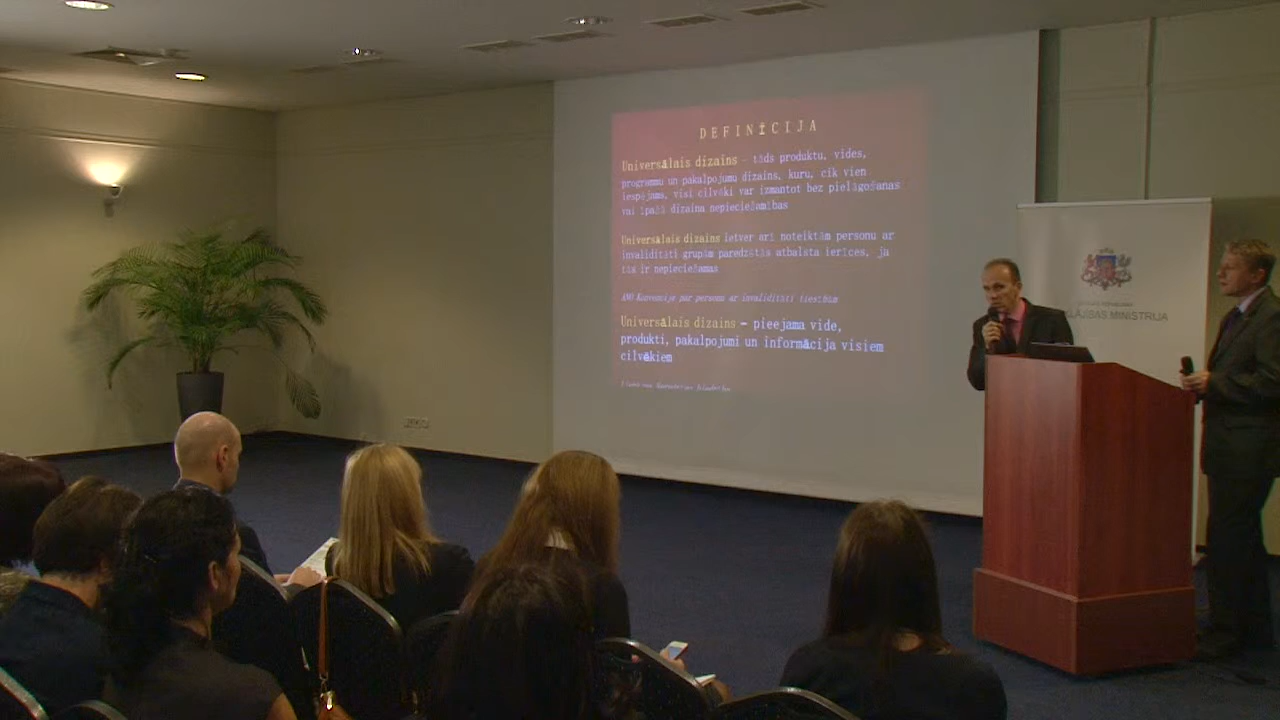 DEFINĪCIJA
Universālais dizains – tāds produktu, vides,
programmu un pakalpojumu dizains, kuru, cik vien
iespējams, visi cilvēki var izmantot bez pielāgošanas
vai īpaša dizaina nepieciešamības
Universālais dizains ietver arī noteiktām personu ar
invaliditāti grupām paredzētās atbalsta ierīces, ja
tās ir nepieciešamas
ANO Konvencija par personu ar invaliditāti tiesībām
Universālais dizains – pieejama vide,
produkti, pakalpojumi un informācija visiem
cilvēkiem
MINISTRIJA